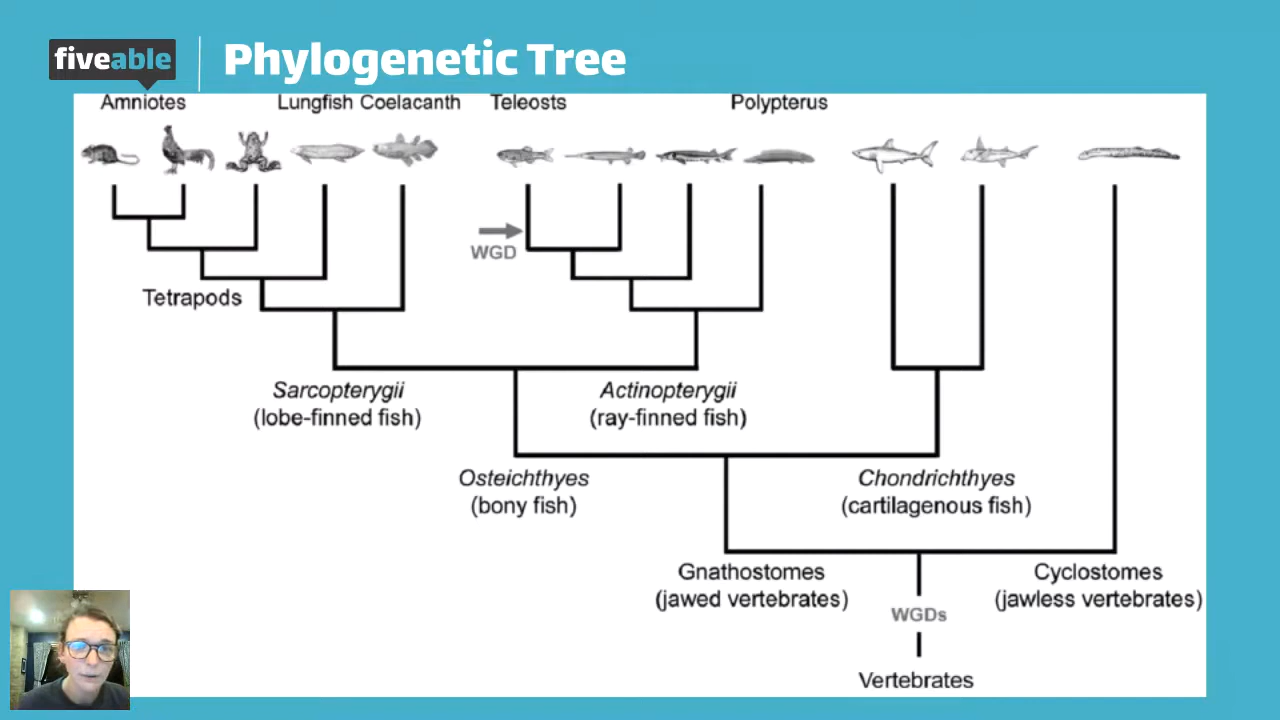 fiveable
Phylogenetic Tree
Amniotes
Lungfish Coelacanth
Teleosts
Polypterus
WGD
Tetrapods
Sarcopterygii
(lobe-finned fish)
Actinopterygii
(ray-finned fish)
Osteichthyes
(bony fish)
Chondrichthyes
(cartilagenous fish)
Gnathostomes
(jawed vertebrates)
Cyclostomes
(jawless vertebrates)
WGDs
Vertebrates